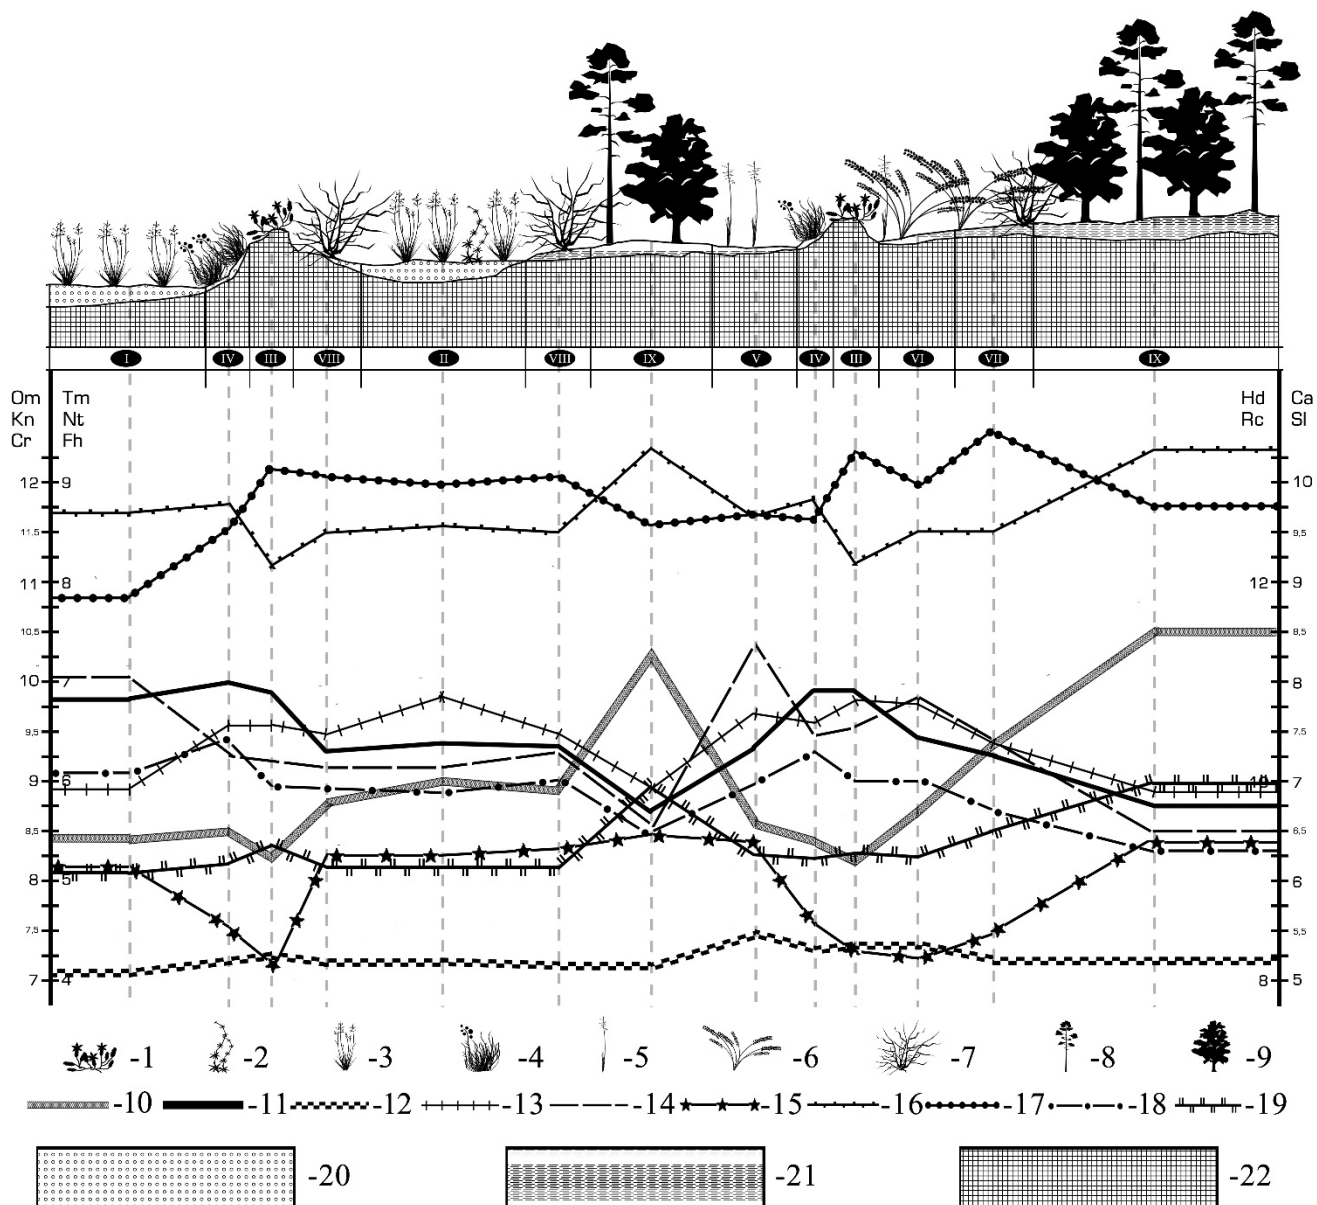 I IV III VIII II VIII IX V IV III VI VII IX
Om Tm Hd Ca
Kn Nt Rc Sl
Cr Fh
12 9 10
11,5 9,5
11 8 12 9
10,5 8,5
10 7 8
9,5 7,5
9 6 10 7
8,5 6,5
8 5 6
7,5 5,5
7 4 8 5
-1 -2 -3 -4 -5 -6 -7 -8 -9
-10 -11 -12 -13 -14 -15 -16 -17 -18 -19
-20 -21 -22